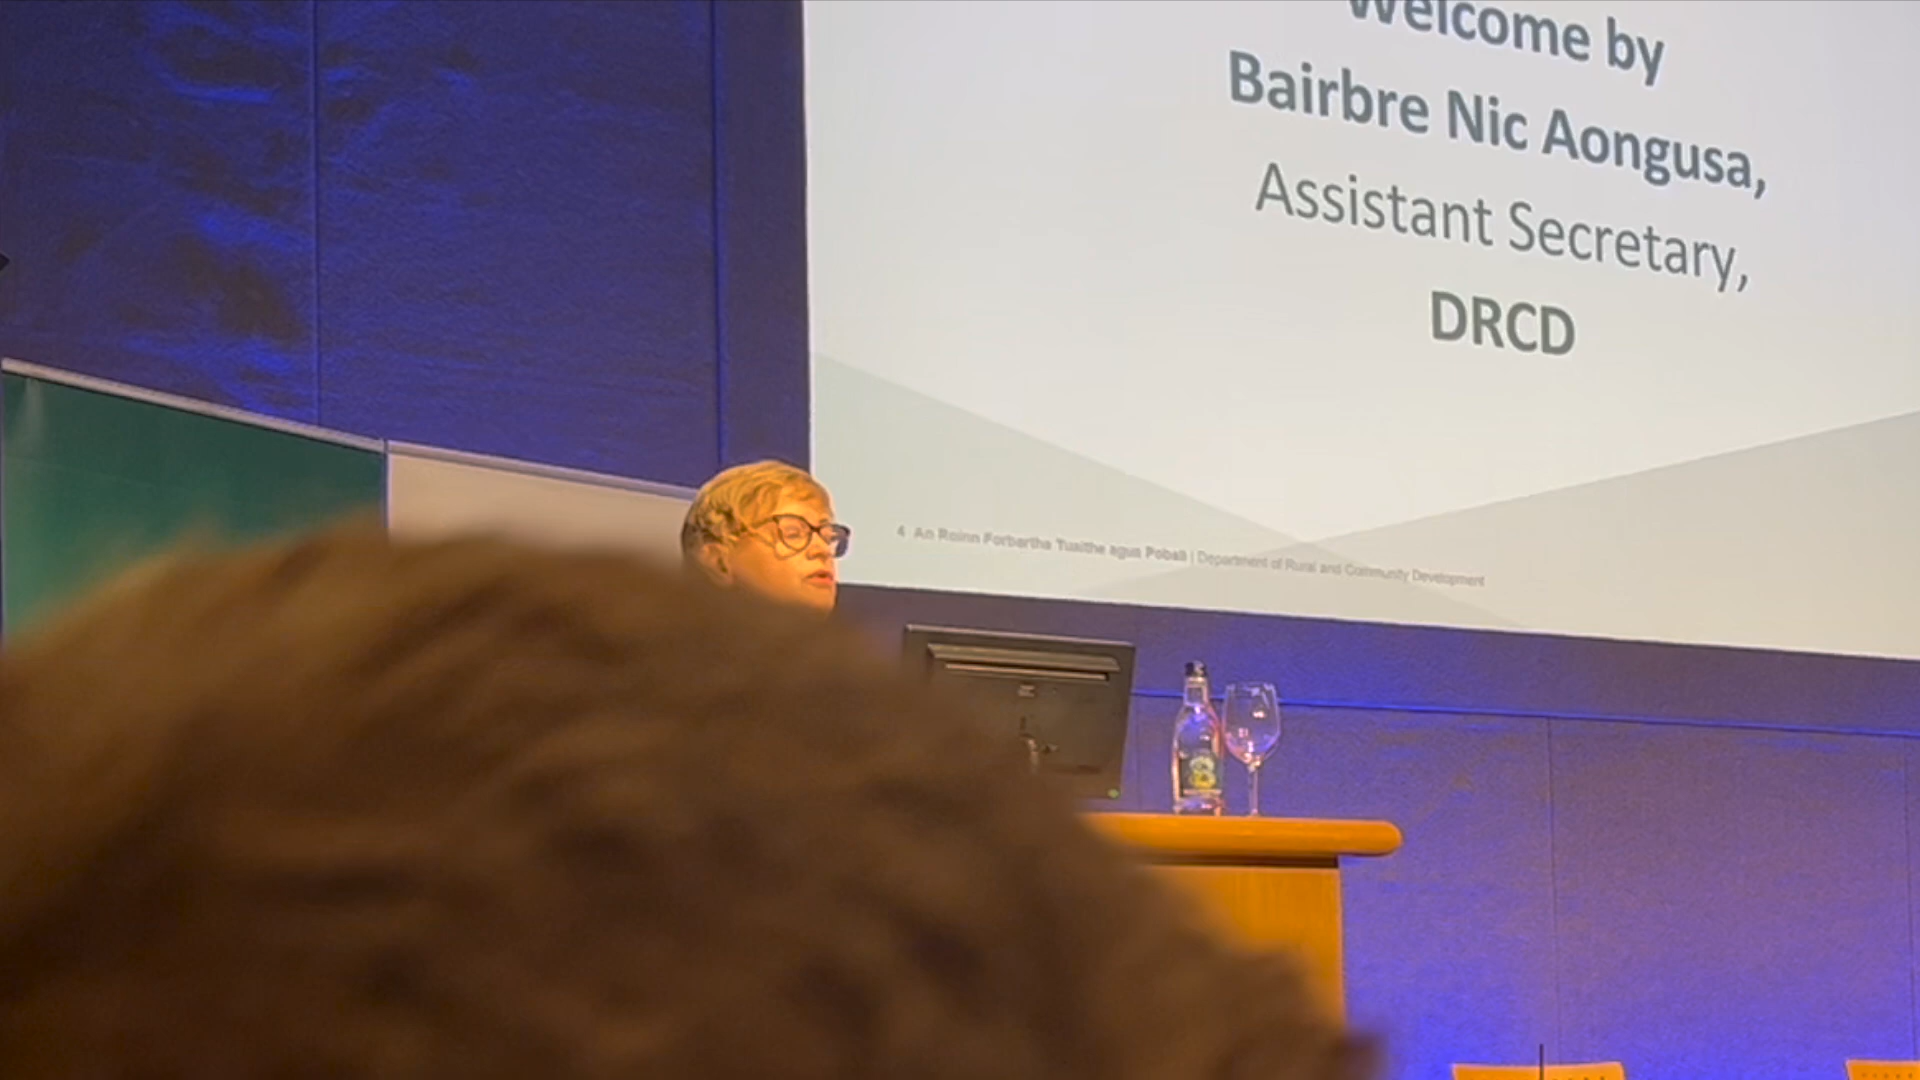 Welcome by
Bairbre Nic Aongusa,
Assistant Secretary,
DRCD
4 An Roinn Forbartha Tuaithe agus Pobail | Department of Rural and Community Development